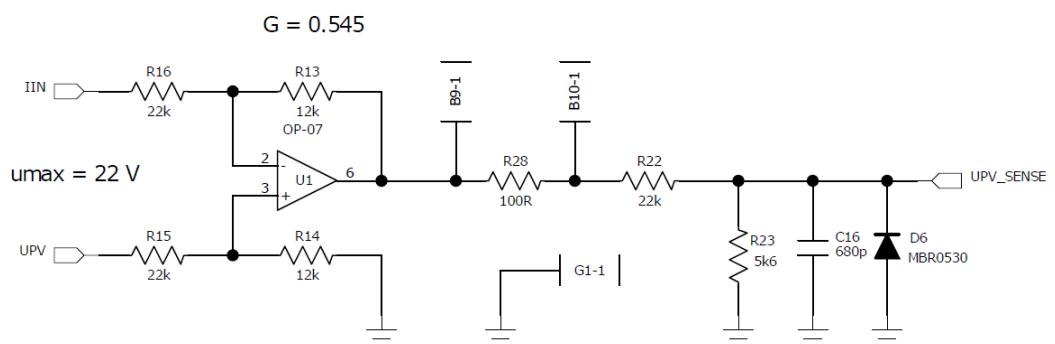 G = 0.545
IIN
R16
22k
R13
12k
OP-07
B9-1
B10-1
umax = 22 V
2
-
3
+
U1
6
R28
100R
R22
22k
UPV_SENSE
UPV
R15
22k
R14
12k
G1-1
R23
5k6
C16
680p
D6
MBR0530